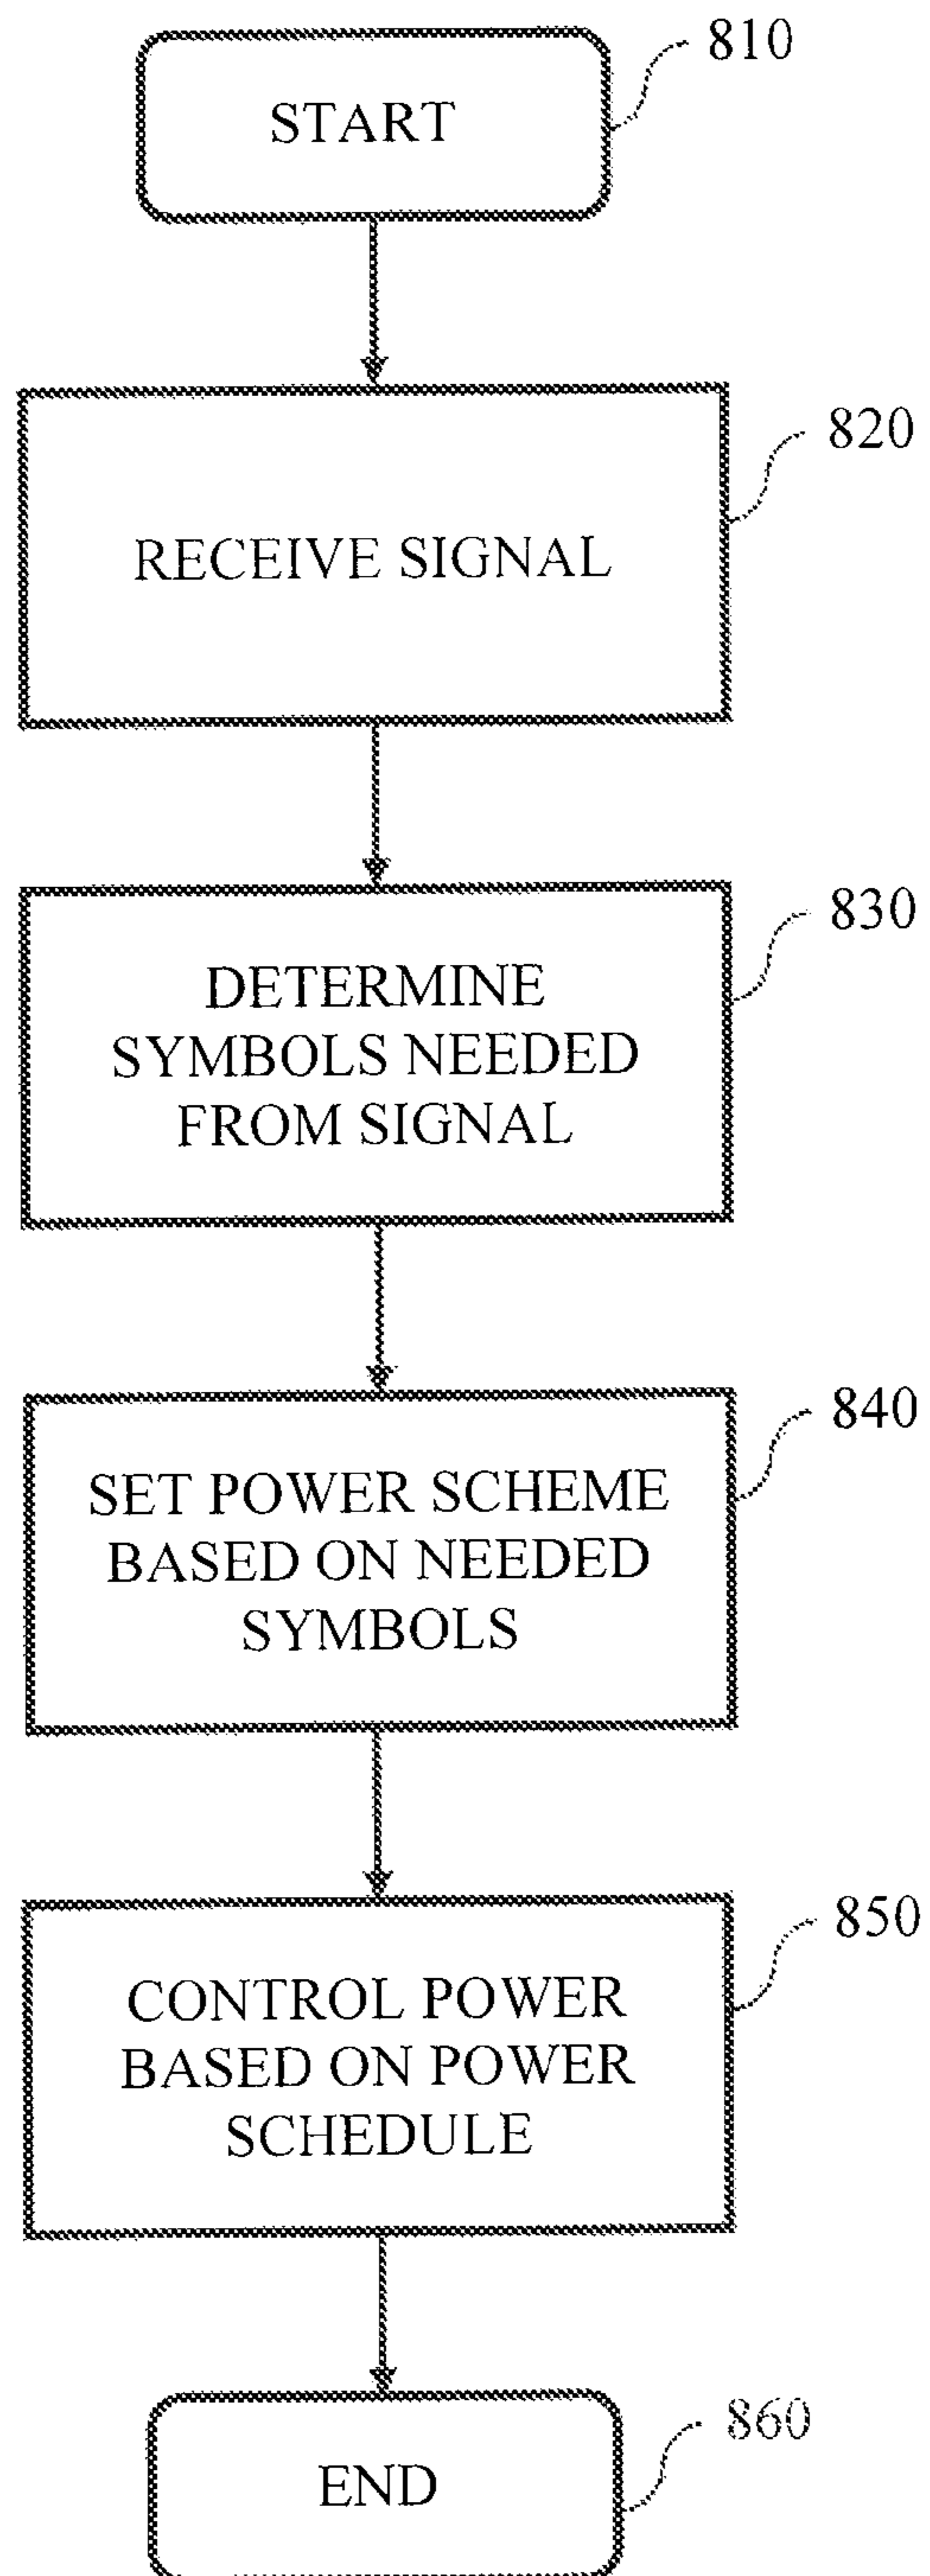 810
START
820
RECEIVE SIGNAL
830
DETERMINE
SYMBOLS NEEDED
FROM SIGNAL
840
SET POWER SCHEME
BASED ON NEEDED
SYMBOLS
850
CONTROL POWER
BASED ON POWER
SCHEDULE
860
END